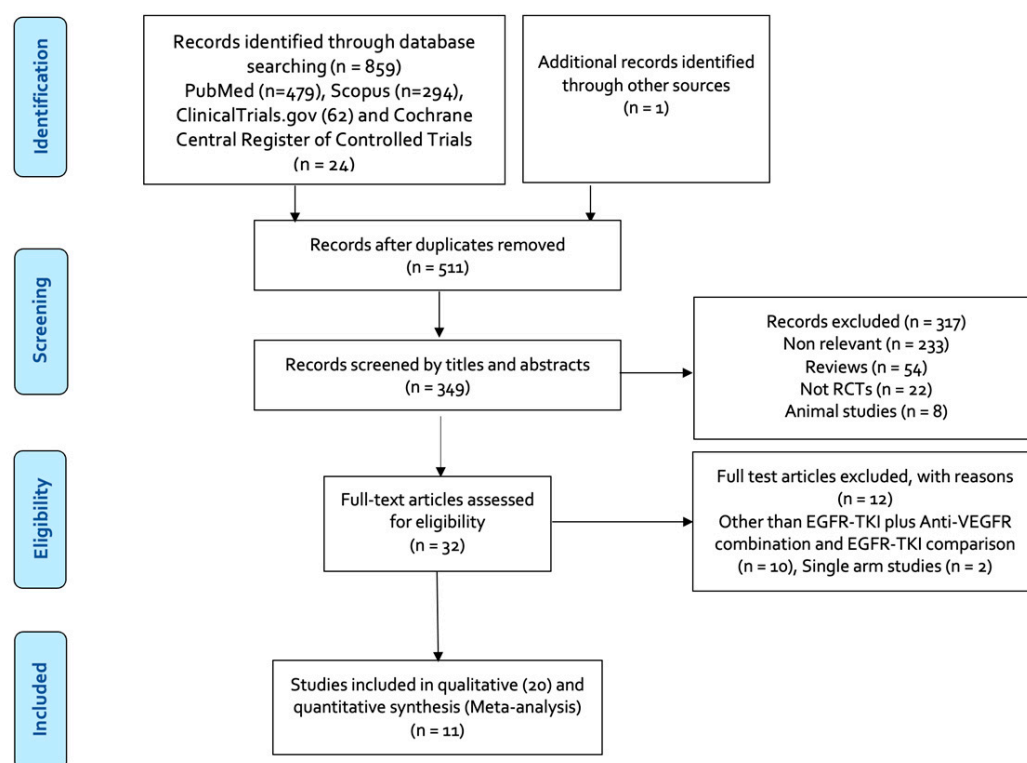 Identification
Records identified through database
searching (n = 859)
PubMed (n=479), Scopus (n=294),
ClinicalTrials.gov (62) and Cochrane
Central Register of Controlled Trials
(n = 24)
Additional records identified
through other sources
(n = 1)
Screening
Records after duplicates removed
(n = 511)
Records screened by titles and abstracts
(n = 349)
Records excluded (n = 317)
Non relevant (n = 233)
Reviews (n = 54)
Not RCTs (n = 22)
Animal studies (n = 8)
Eligibility
Full-text articles assessed
for eligibility
(n = 32)
Full test articles excluded, with reasons
(n = 12)
Other than EGFR-TKI plus Anti-VEGFR
combination and EGFR-TKI comparison
(n = 10), Single arm studies (n = 2)
Included
Studies included in qualitative (20) and
quantitative synthesis (Meta-analysis)
(n = 11)